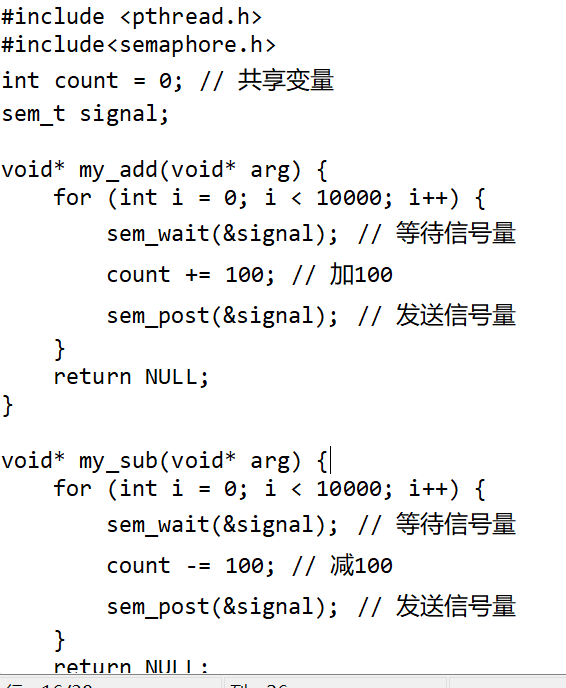 #include <pthread.h>
#include<semaphore.h>
int count = 0; // 共享变量
sem_t signal;
void* my_add(void* arg) {
for (int i = 0; i < 10000; i++) {
sem_wait(&signal); // 等待信号量
count += 100; // 加100
sem_post(&signal); // 发送信号量
}
return NULL;
}
void* my_sub(void* arg) {
for (int i = 0; i < 10000; i++) {
sem_wait(&signal); // 等待信号量
count -= 100; // 减100
sem_post(&signal); // 发送信号量
}
return NULL;